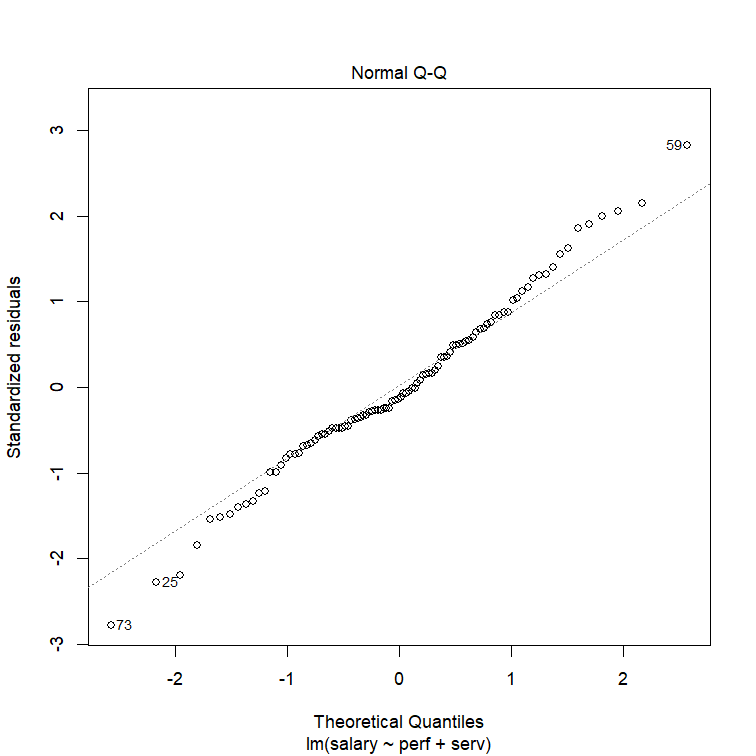 Normal Q-Q
Standardized residuals
3
2
1
0
-1
-2
-3
59
25
73
-2 -1 0 1 2
Theoretical Quantiles
lm(salary ~ perf + serv)